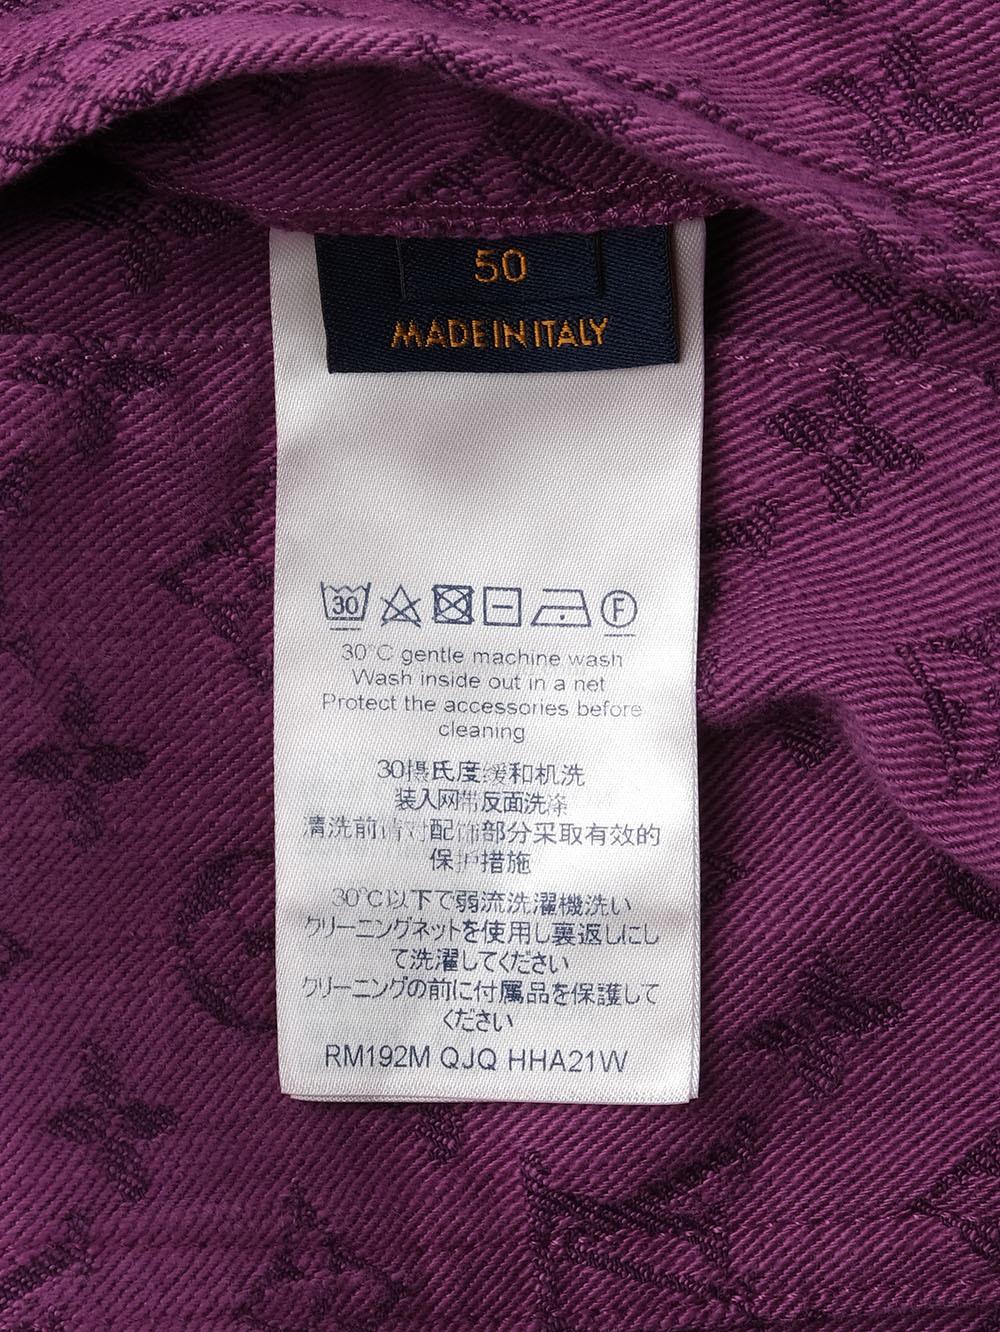 50
MADE IN ITALY
30
F
30°C gentle machine wash
Wash inside out in a net
Protect the accessories before
cleaning
30摄氏度缓和机洗
装入网带反面洗涤
清洗前请对配饰部分采取有效的
保护措施
30℃以下で弱流洗濯機洗い
クリーニングネットを使用し裏返しにし
て洗濯してください
クリーニングの前に付属品を保護して
ください
RM192M QJQ HHA21W